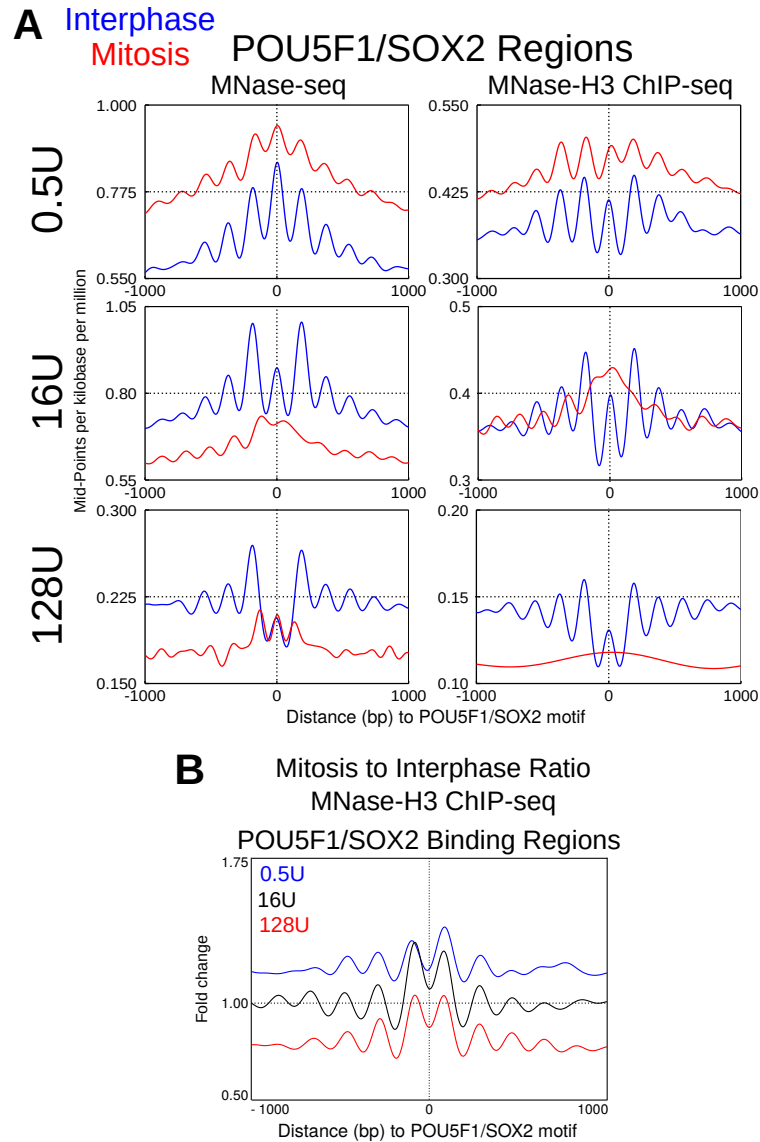 A
Interphase
Mitosis
POU5F1/SOX2 Regions
MNase-seq
MNase-H3 ChIP-seq
0.5U
1.000
0.775
0.550
-1000
0
1000
0.550
0.425
0.300
-1000
0
1000
16U
Mid-Points per kilobase per million
1.05
0.80
0.55
-1000
0
1000
0.5
0.4
0.3
-1000
0
1000
128U
0.300
0.225
0.150
-1000
0
1000
0.20
0.15
0.10
-1000
0
1000
Distance (bp) to POU5F1/SOX2 motif
B
Mitosis to Interphase Ratio
MNase-H3 ChIP-seq
POU5F1/SOX2 Binding Regions
0.5U
16U
128U
Fold change
1.75
1.00
0.50
- 1000
0
1000
Distance (bp) to POU5F1/SOX2 motif